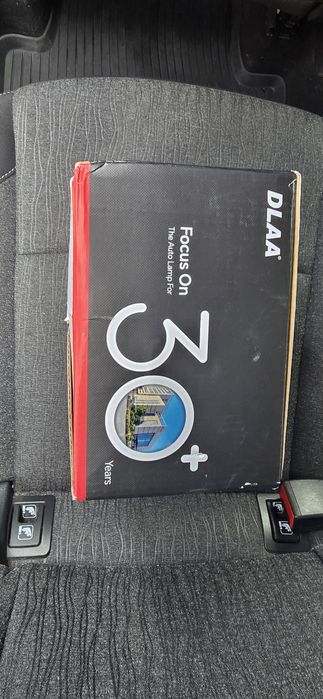 DLAA®
Focus On
The Auto Lamp For
30+
Years